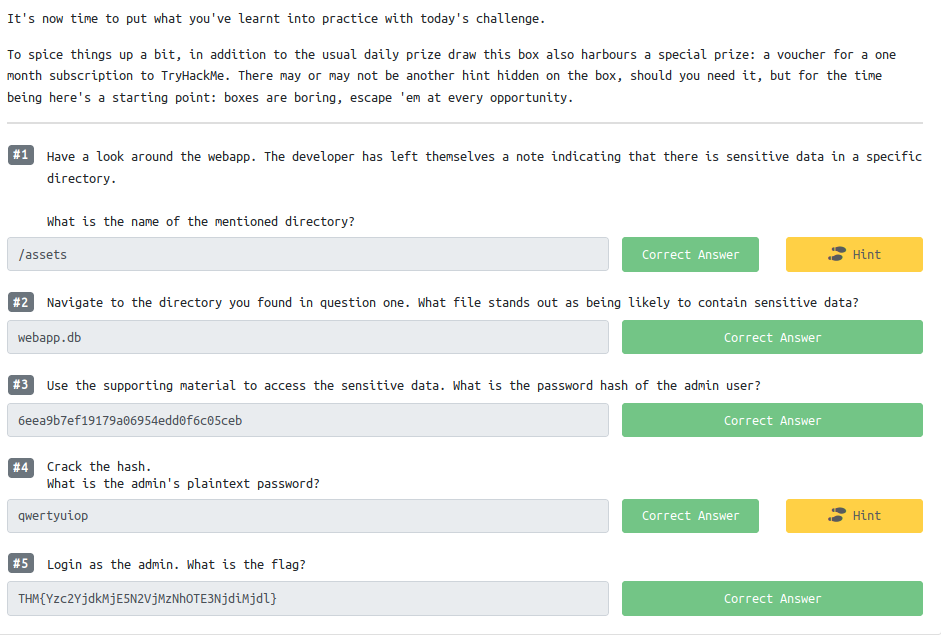 It's now time to put what you've learnt into practice with today's challenge.
To spice things up a bit, in addition to the usual daily prize draw this box also harbours a special prize: a voucher for a one
month subscription to TryHackMe. There may or may not be another hint hidden on the box, should you need it, but for the time
being here's a starting point: boxes are boring, escape 'em at every opportunity.
#1 Have a look around the webapp. The developer has left themselves a note indicating that there is sensitive data in a specific
directory.
What is the name of the mentioned directory?
/assets Correct Answer Hint
#2 Navigate to the directory you found in question one. What file stands out as being likely to contain sensitive data?
webapp.db Correct Answer
#3 Use the supporting material to access the sensitive data. What is the password hash of the admin user?
6eea9b7ef19179a06954edd0f6c05ceb Correct Answer
#4 Crack the hash.
What is the admin's plaintext password?
qwertyuiop Correct Answer Hint
#5 Login as the admin. What is the flag?
THM{Yzc2YjdkMjE5N2VjMzNhOTE3NjdiMjdl} Correct Answer